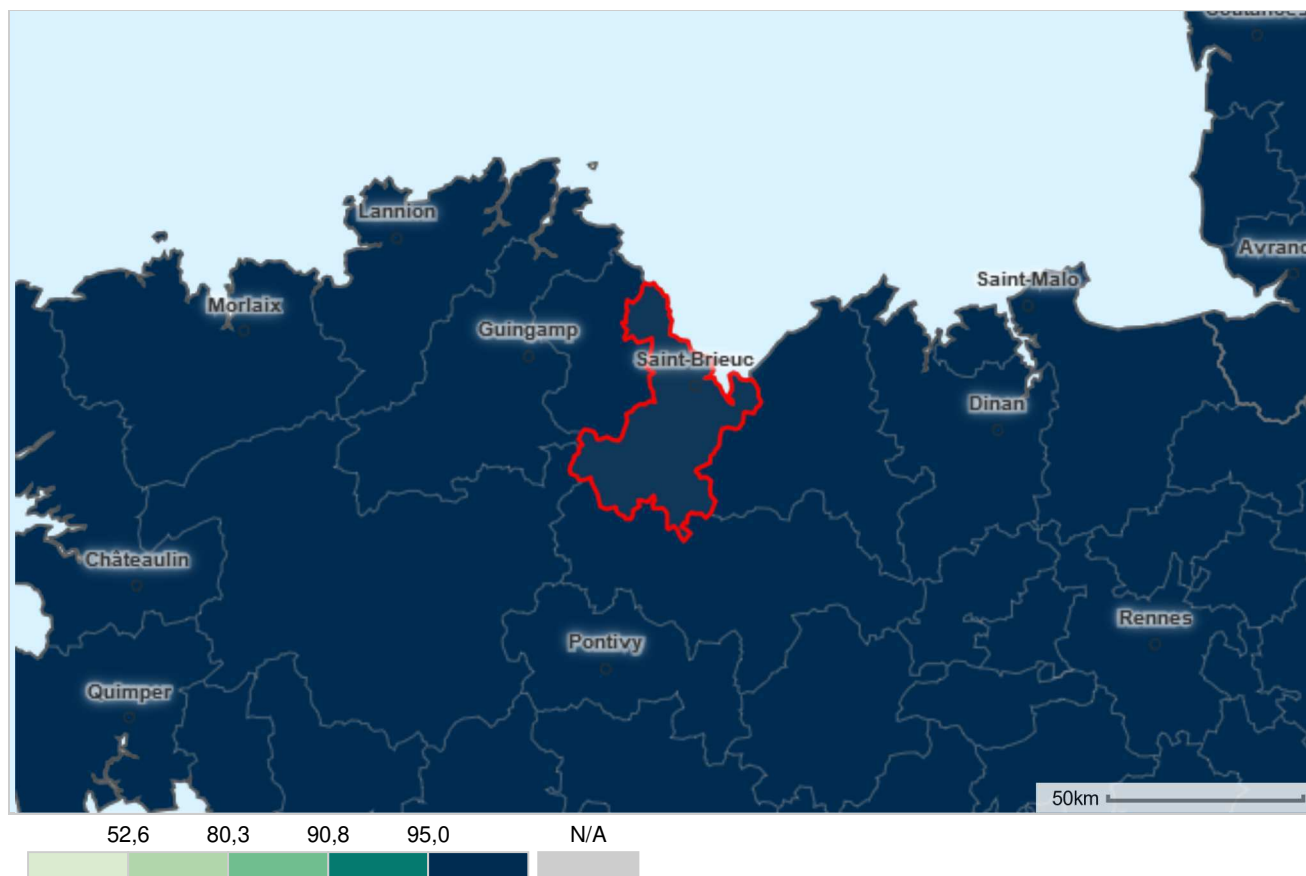 Lannion
Morlaix
Guingamp
Saint-Brieuc
Saint-Malo
Dinan
Châteaulin
Quimper
Pontivy
Rennes
50km
52,6 80,3 90,8 95,0 N/A